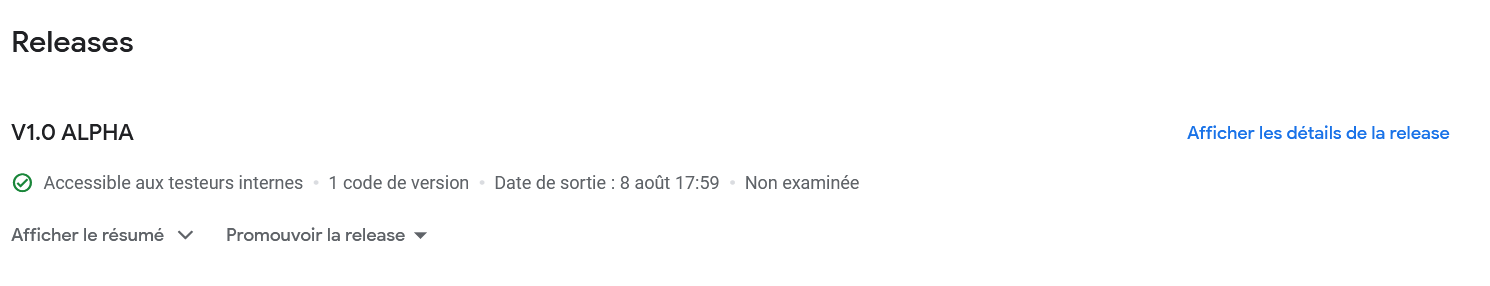 Releases
V1.0 ALPHA
Afficher les détails de la release
Accessible aux testeurs internes • 1 code de version • Date de sortie : 8 août 17:59 • Non examinée
Afficher le résumé Promouvoir la release